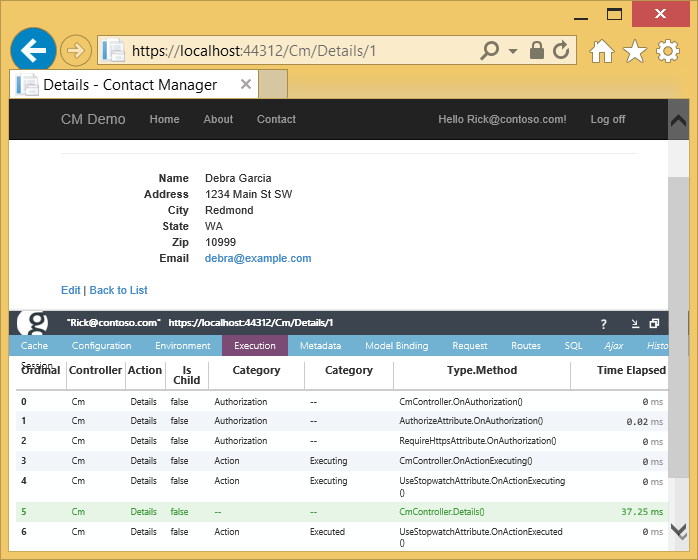 https://localhost:44312/Cm/Details/1
Details - Contact Manager
CM Demo Home About Contact Hello Rick@contoso.com! Log off
Name Debra Garcia
Address 1234 Main St SW
City Redmond
State WA
Zip 10999
Email debra@example.com
Edit | Back to List
g "Rick@contoso.com" https://localhost:44312/Cm/Details/1 ?
Cache Configuration Environment Execution Metadata Model Binding Request Routes SQL Ajax Histo
Session
Ordinal Controller Action Is Child Category Category Type.Method Time Elapsed
0 Cm Details false Authorization -- CmController.OnAuthorization() 0 ms
1 Cm Details false Authorization -- AuthorizeAttribute.OnAuthorization() 0.02 ms
2 Cm Details false Authorization -- RequireHttpsAttribute.OnAuthorization() 0 ms
3 Cm Details false Action Executing CmController.OnActionExecuting() 0 ms
4 Cm Details false Action Executing UseStopwatchAttribute.OnActionExecuting () 0 ms
5 Cm Details false -- -- CmController.Details() 37.25 ms
6 Cm Details false Action Executed UseStopwatchAttribute.OnActionExecuted () 0 ms